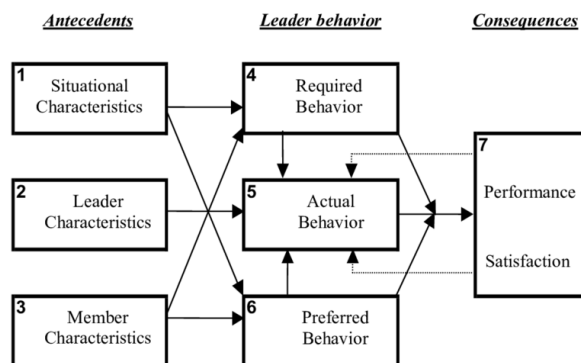 Antecedents Leader behavior Consequences
1 4
Situational Required
Characteristics Behavior
7
2 5
Leader Actual Performance
Characteristics Behavior
Satisfaction
3 6
Member Preferred
Characteristics Behavior